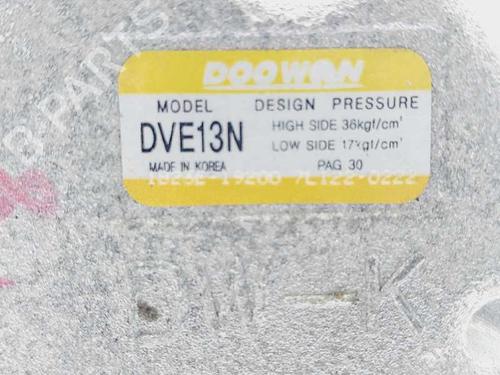 DOOWON
MODEL DESIGN PRESSURE
DVE13N HIGH SIDE 36kgf/cm²
LOW SIDE 17kgf/cm²
MADE IN KOREA PAG 30
DW-K
B PARTS